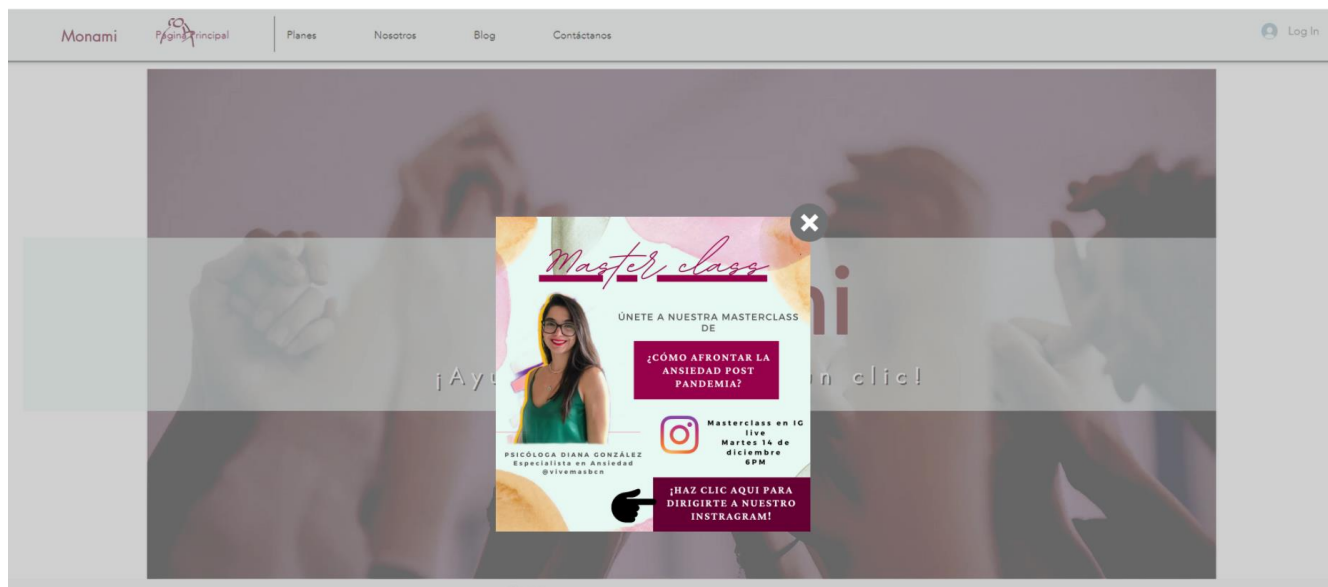 Monami
Página Principal
Planes
Nosotros
Blog
Contáctanos
Log In
Master class
ÚNETE A NUESTRA MASTERCLASS
DE
¿CÓMO AFRONTAR LA
ANSIEDAD POST
PANDEMIA?
Masterclass en IG
live
Martes 14 de
diciembre
6PM
PSICÓLOGA DIANA GONZÁLEZ
Especialista en Ansiedad
@vivemasbcn
¡HAZ CLIC AQUI PARA
DIRIGIRTE A NUESTRO
INSTRAGRAM!
clic!